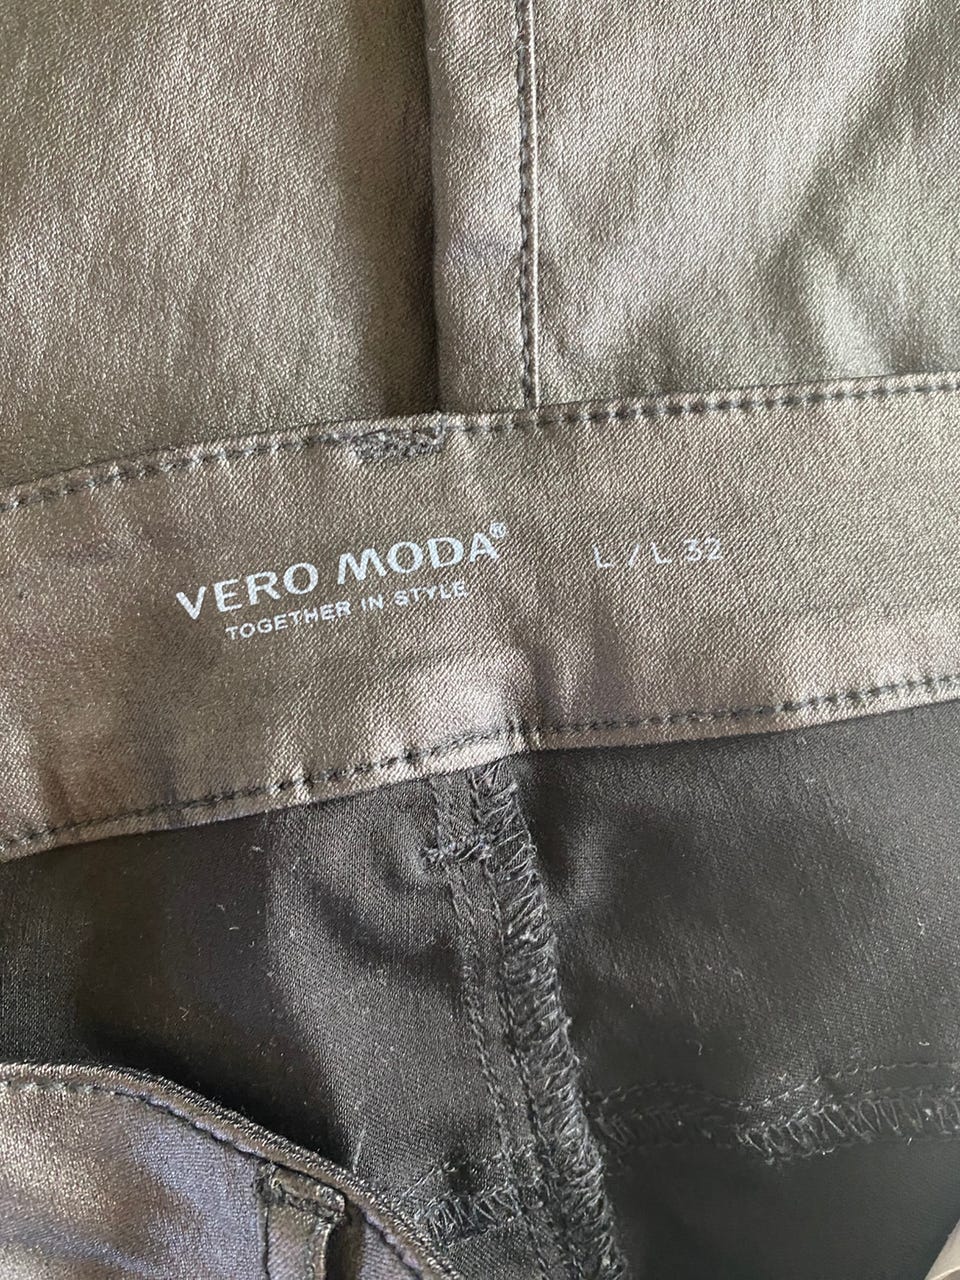 VERO MODA®
TOGETHER IN STYLE
L / L 32